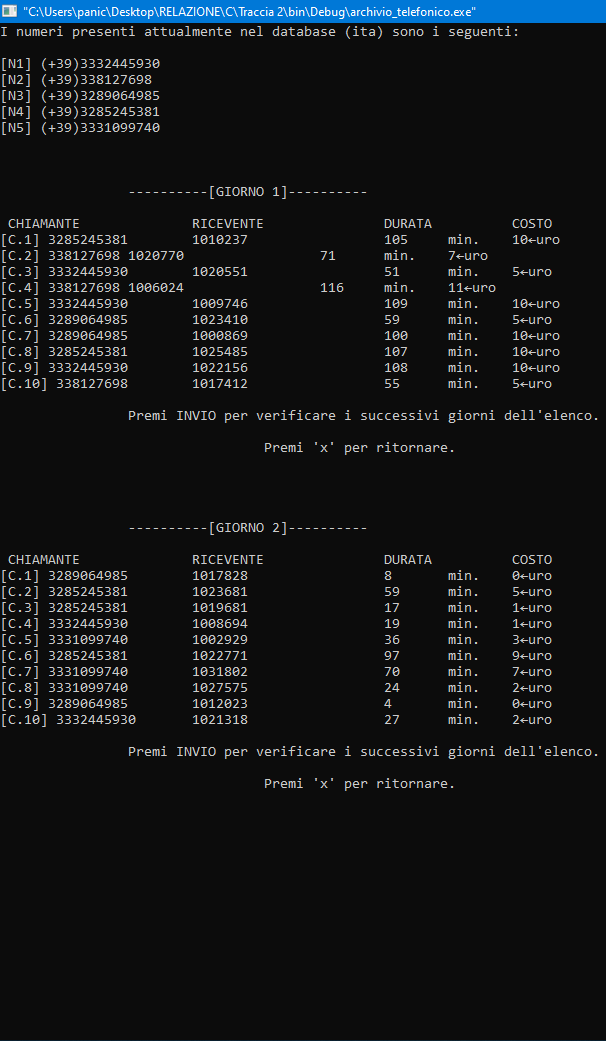 "C:\Users\panic\Desktop\RELAZIONE\C\Traccia 2\bin\Debug\archivio_telefonico.exe"
I numeri presenti attualmente nel database (ita) sono i seguenti:
[N1] (+39)3332445930
[N2] (+39)338127698
[N3] (+39)3289064985
[N4] (+39)3285245381
[N5] (+39)3331099740
----------[GIORNO 1]----------
CHIAMANTE RICEVENTE DURATA COSTO
[C.1] 3285245381 1010237 105 min. 10←uro
[C.2] 338127698 1020770 71 min. 7←uro
[C.3] 3332445930 1020551 51 min. 5←uro
[C.4] 338127698 1006024 116 min. 11←uro
[C.5] 3332445930 1009746 109 min. 10←uro
[C.6] 3289064985 1023410 59 min. 5←uro
[C.7] 3289064985 1000869 100 min. 10←uro
[C.8] 3285245381 1025485 107 min. 10←uro
[C.9] 3332445930 1022156 108 min. 10←uro
[C.10] 338127698 1017412 55 min. 5←uro
Premi INVIO per verificare i successivi giorni dell'elenco.
Premi 'x' per ritornare.
----------[GIORNO 2]----------
CHIAMANTE RICEVENTE DURATA COSTO
[C.1] 3289064985 1017828 8 min. 0←uro
[C.2] 3285245381 1023681 59 min. 5←uro
[C.3] 3285245381 1019681 17 min. 1←uro
[C.4] 3332445930 1008694 19 min. 1←uro
[C.5] 3331099740 1002929 36 min. 3←uro
[C.6] 3285245381 1022771 97 min. 9←uro
[C.7] 3331099740 1031802 70 min. 7←uro
[C.8] 3331099740 1027575 24 min. 2←uro
[C.9] 3289064985 1012023 4 min. 0←uro
[C.10] 3332445930 1021318 27 min. 2←uro
Premi INVIO per verificare i successivi giorni dell'elenco.
Premi 'x' per ritornare.